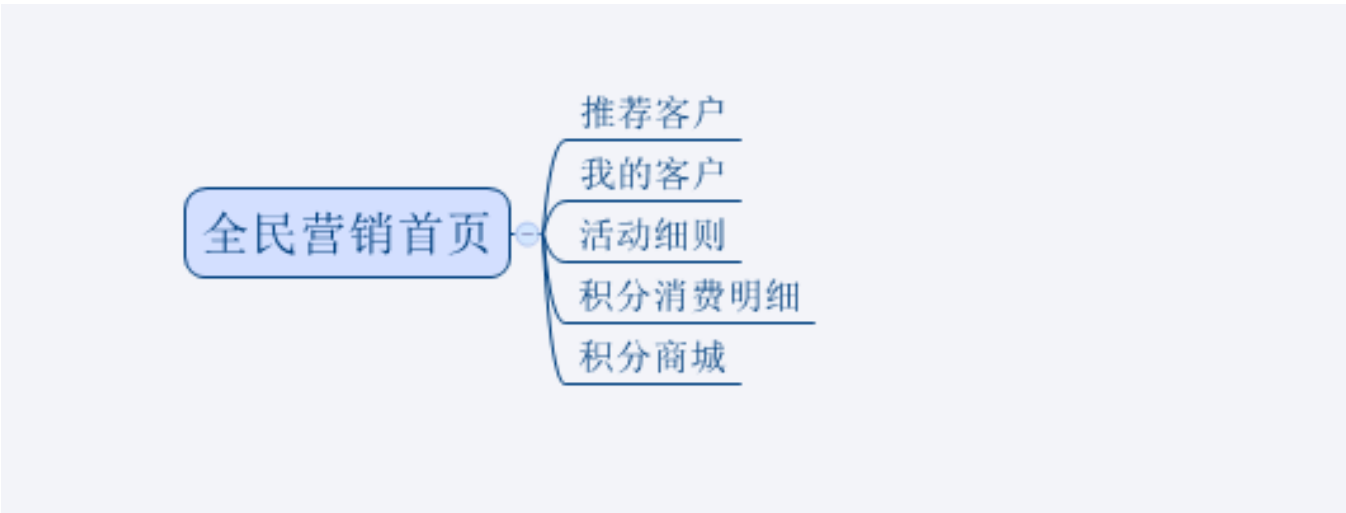 全民营销首页
推荐客户
我的客户
活动细则
积分消费明细
积分商城